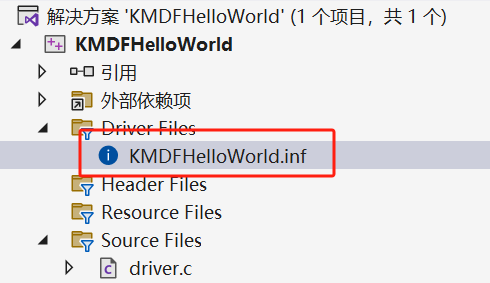 解决方案 'KMDFHelloWorld' (1 个项目，共 1 个)
KMDFHelloWorld
引用
外部依赖项
Driver Files
KMDFHelloWorld.inf
Header Files
Resource Files
Source Files
driver.c